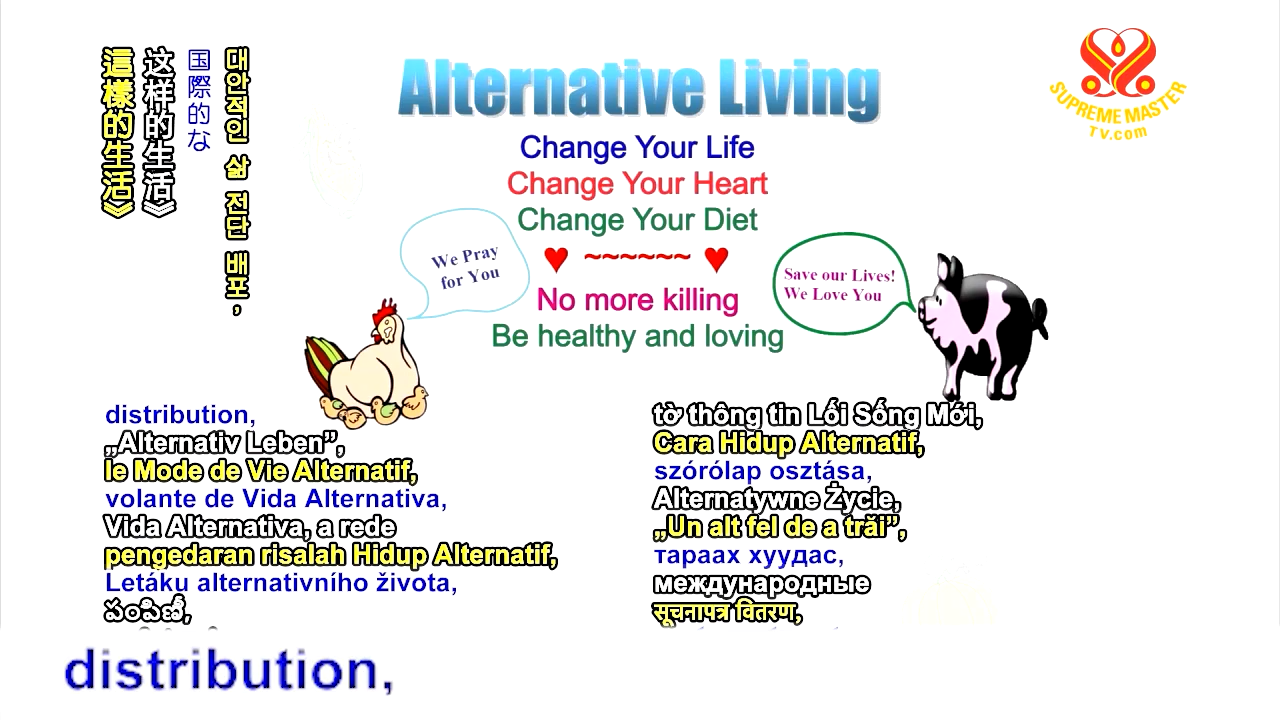 這樣的生活》
这样的生活》
国際的な
대안적인 삶 전단 배포,
Alternative Living
SUPREME MASTER
TV.com
Change Your Life
Change Your Heart
Change Your Diet
♥ ~~~~~~ ♥
We Pray
for You
Save our Lives!
We Love You
No more killing
Be healthy and loving
distribution,
„Alternativ Leben”,
le Mode de Vie Alternatif,
volante de Vida Alternativa,
Vida Alternativa, a rede
pengedaran risalah Hidup Alternatif,
Letáku alternativního života,
పంపిణీ,
tờ thông tin Lối Sống Mới,
Cara Hidup Alternatif,
szórólap osztása,
Alternatywne Życie,
„Un alt fel de a trăi”,
тараах хуудас,
международные
सूचनापत्र वितरण,
distribution,